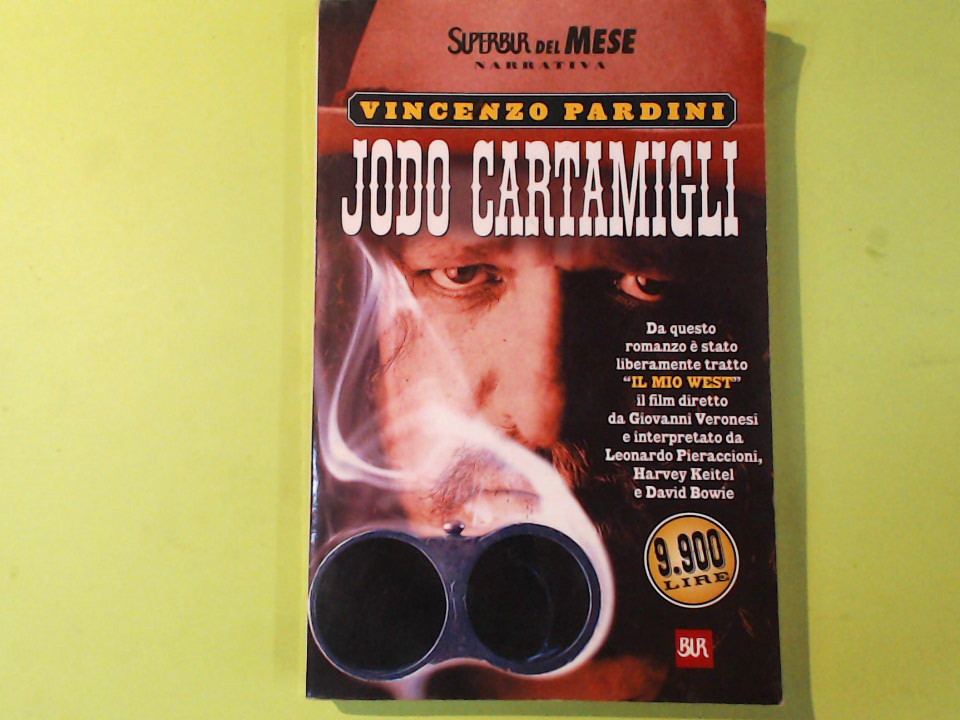 SUPERBUR DEL MESE
NARRATIVA
VINCENZO PARDINI
JODO CARTAMIGLI
Da questo
romanzo è stato
liberamente tratto
“IL MIO WEST”
il film diretto
da Giovanni Veronesi
e interpretato da
Leonardo Pieraccioni,
Harvey Keitel
e David Bowie
9.900
LIRE
BUR